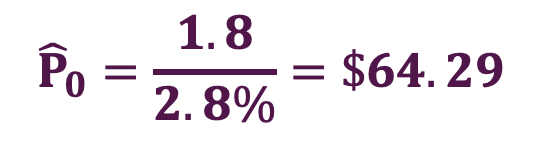 P̂₀ = 1.8 / 2.8% = $64.29